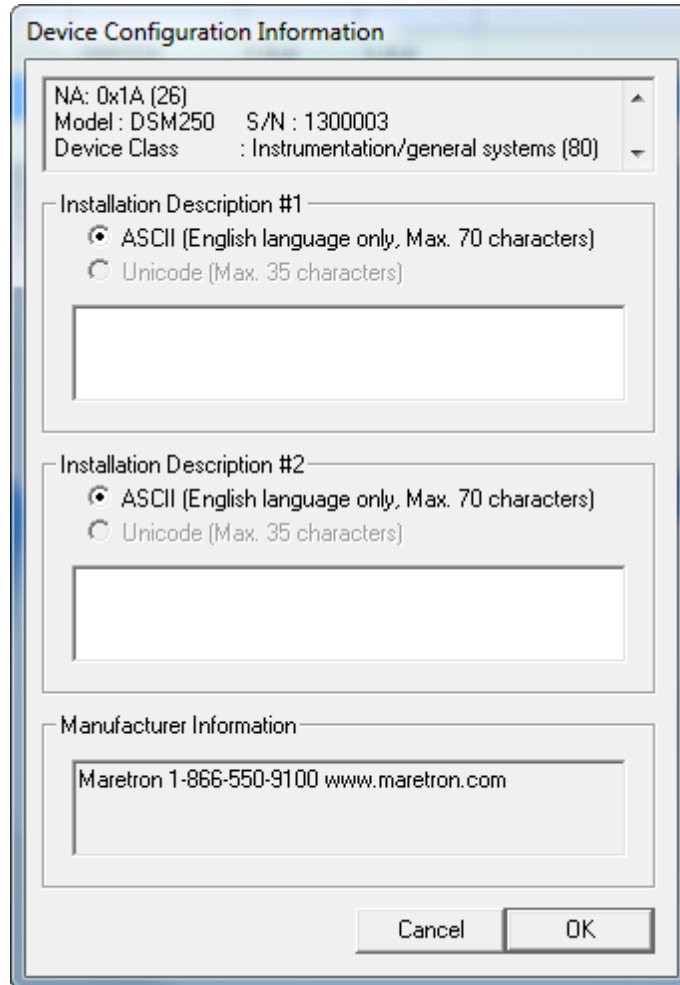 Device Configuration Information
NA: 0x1A (26)
Model : DSM250 S/N : 1300003
Device Class : Instrumentation/general systems (80)
Installation Description #1
ASCII (English language only, Max. 70 characters)
Unicode (Max. 35 characters)
Installation Description #2
ASCII (English language only, Max. 70 characters)
Unicode (Max. 35 characters)
Manufacturer Information
Maretron 1-866-550-9100 www.maretron.com
Cancel OK